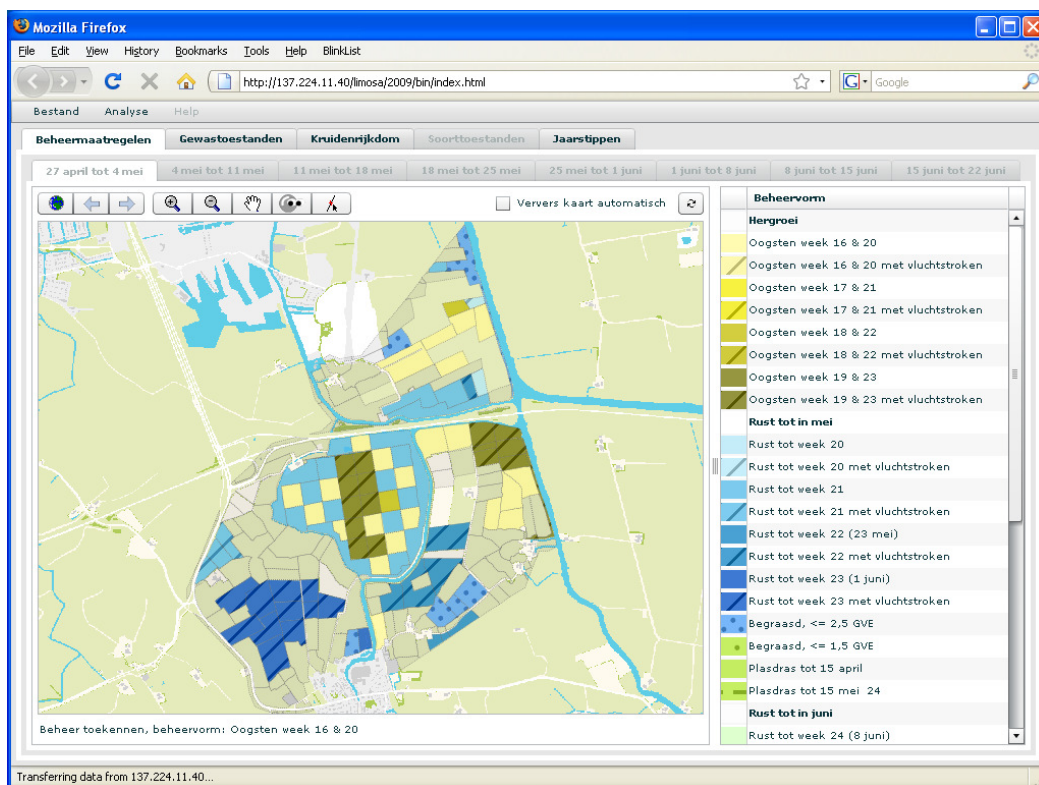 Mozilla Firefox
File Edit View History Bookmarks Tools Help BlinkList
http://137.224.11.40/limosa/2009/bin/index.html
G Google
Bestand Analyse Help
Beheermaatregelen Gewastoestanden Kruidenrijkdom Soorttoestanden Jaarstippen
27 april tot 4 mei 4 mei tot 11 mei 11 mei tot 18 mei 18 mei tot 25 mei 25 mei tot 1 juni 1 juni tot 8 juni 8 juni tot 15 juni 15 juni tot 22 juni
Ververs kaart automatisch
Beheervorm
Hergroei
Oogsten week 16 & 20
Oogsten week 16 & 20 met vluchtstroken
Oogsten week 17 & 21
Oogsten week 17 & 21 met vluchtstroken
Oogsten week 18 & 22
Oogsten week 18 & 22 met vluchtstroken
Oogsten week 19 & 23
Oogsten week 19 & 23 met vluchtstroken
Rust tot in mei
Rust tot week 20
Rust tot week 20 met vluchtstroken
Rust tot week 21
Rust tot week 21 met vluchtstroken
Rust tot week 22 (23 mei)
Rust tot week 22 met vluchtstroken
Rust tot week 23 (1 juni)
Rust tot week 23 met vluchtstroken
Begraasd, <= 2,5 GVE
Begraasd, <= 1,5 GVE
Plasdras tot 15 april
Plasdras tot 15 mei 24
Rust tot in juni
Rust tot week 24 (8 juni)
Beheer toekennen, beheervorm: Oogsten week 16 & 20
Transferring data from 137.224.11.40...